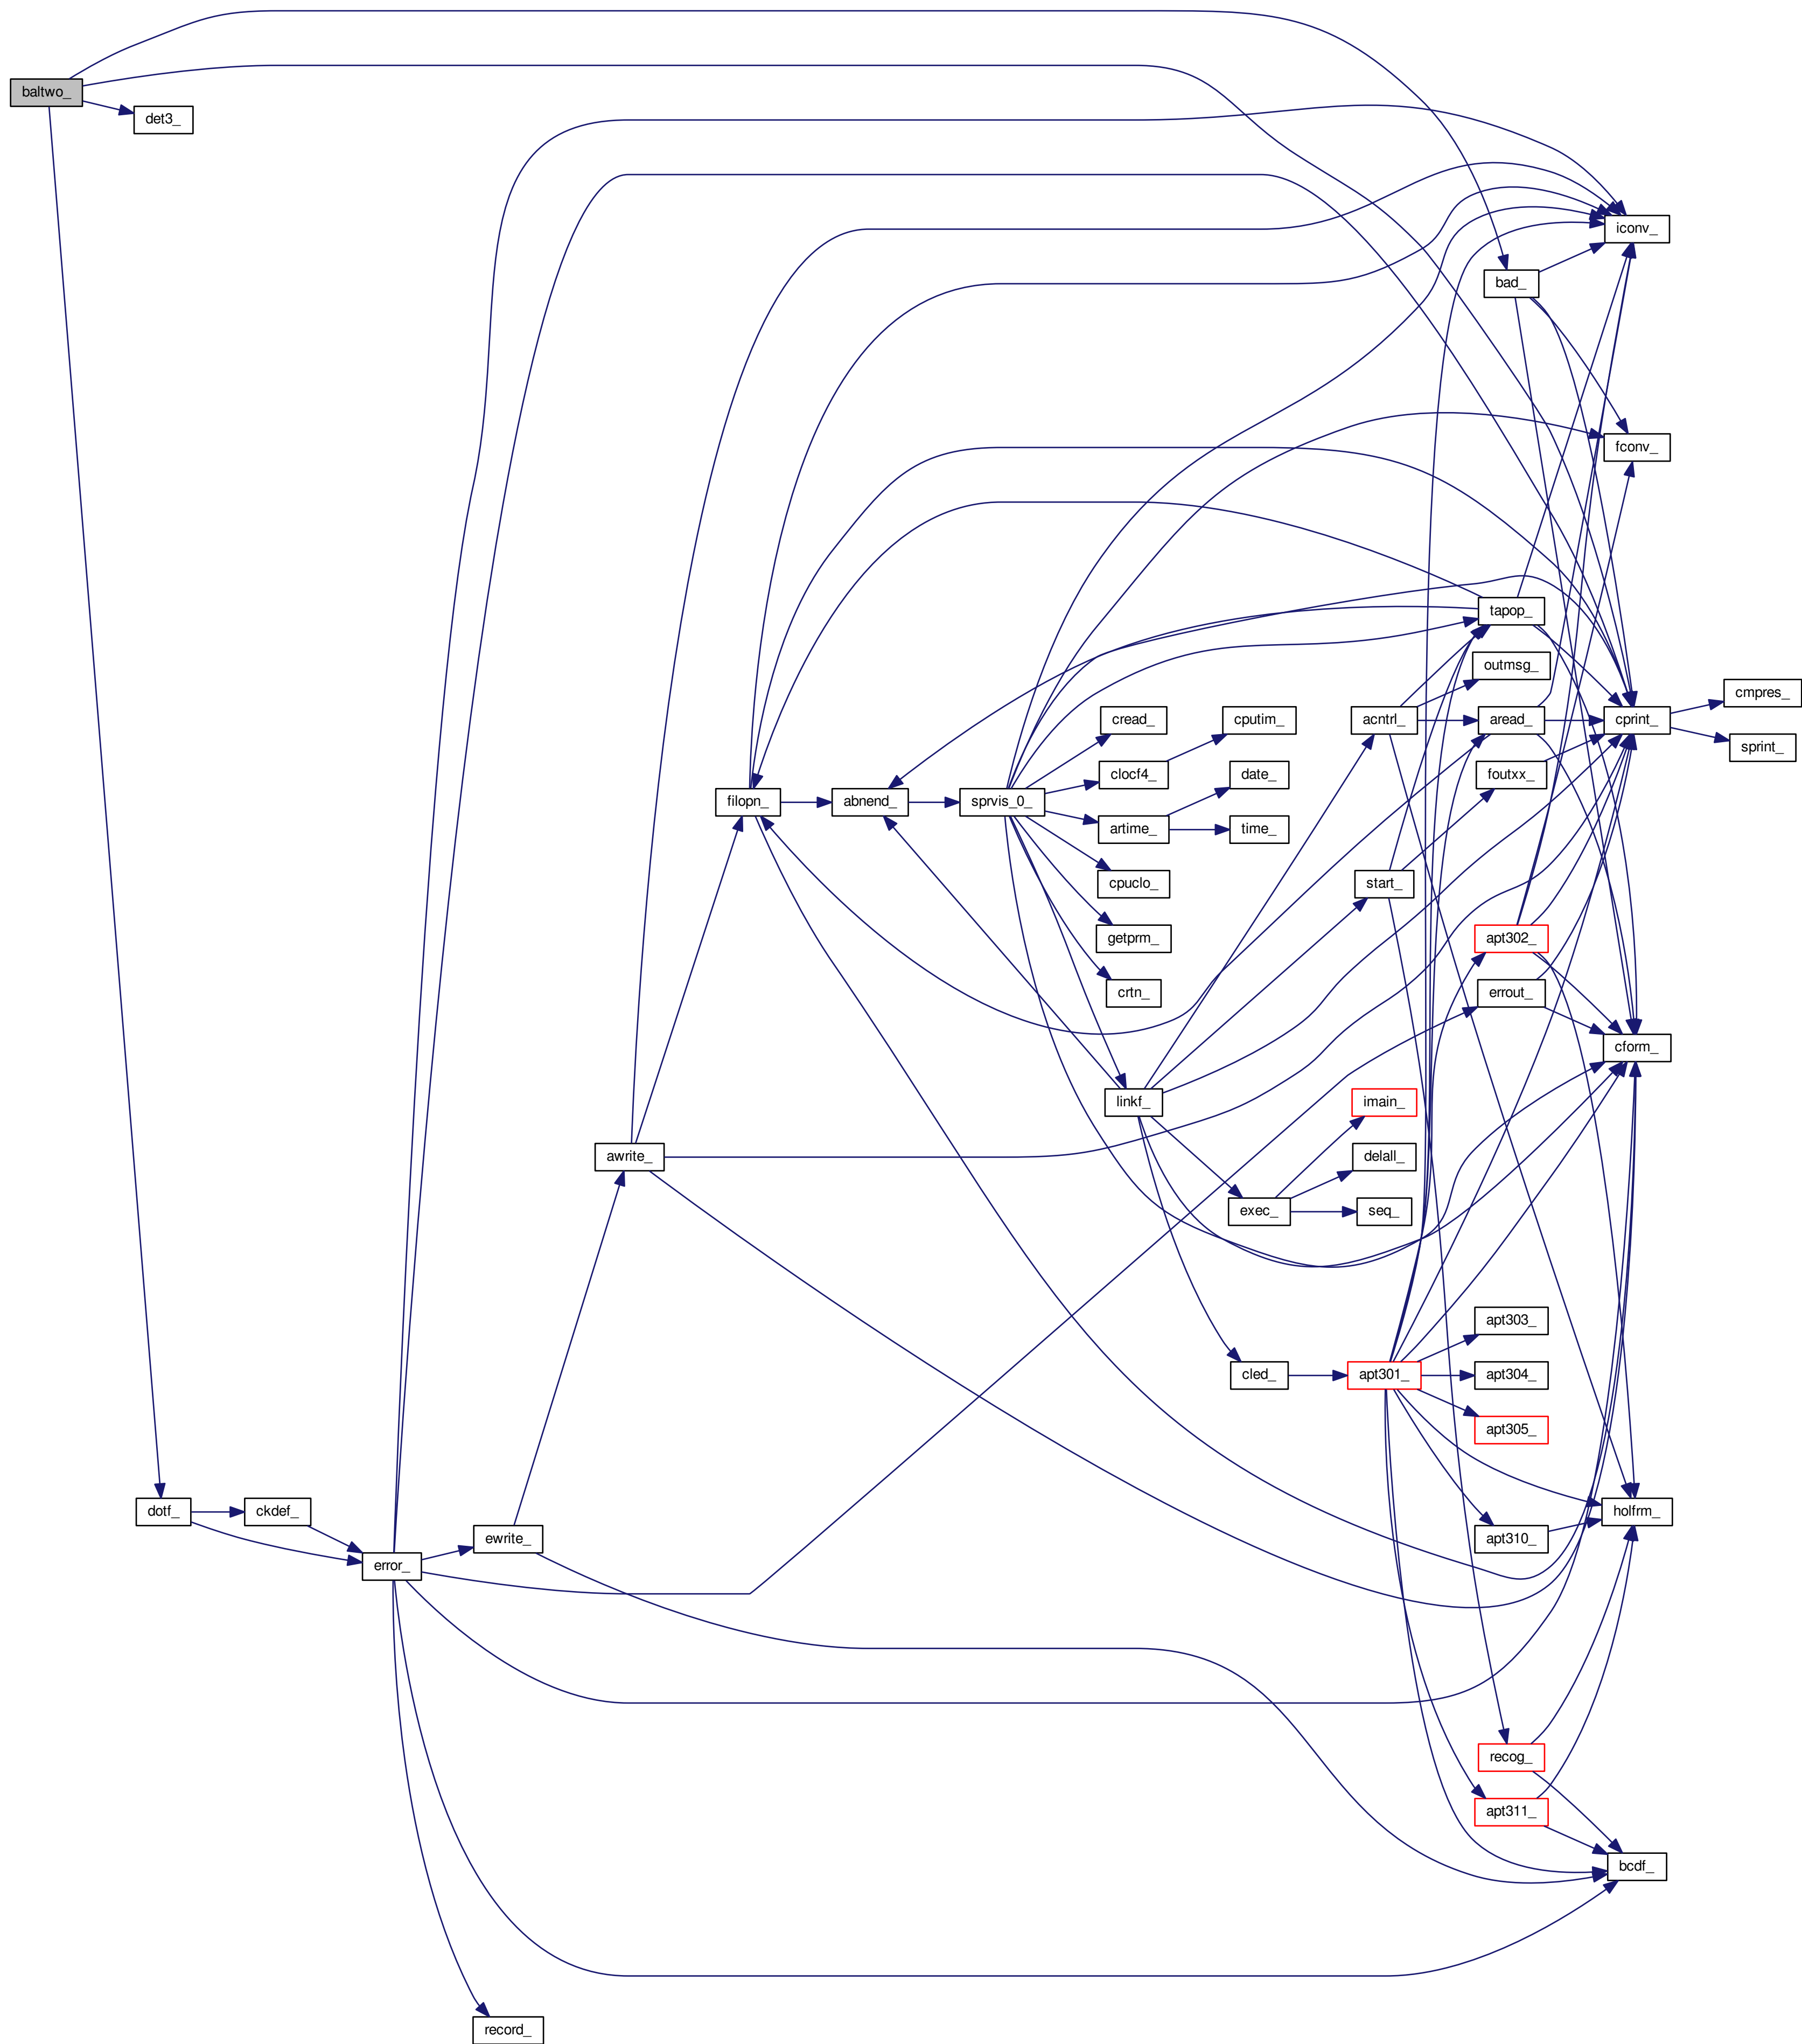 baltwo_
det3_
iconv_
bad_
fconv_
tapop_
outmsg_
cmpres_
cread_
cputim_
acntrl_
aread_
cprint_
sprint_
clocf4_
date_
foutxx_
filopn_
abnend_
sprvis_0_
artime_
time_
cpuclo_
start_
getprm_
apt302_
crtn_
errout_
cform_
linkf_
imain_
awrite_
delall_
exec_
seq_
apt303_
cled_
apt301_
apt304_
apt305_
dotf_
ckdef_
holfrm_
ewrite_
apt310_
error_
recog_
apt311_
bcdf_
record_